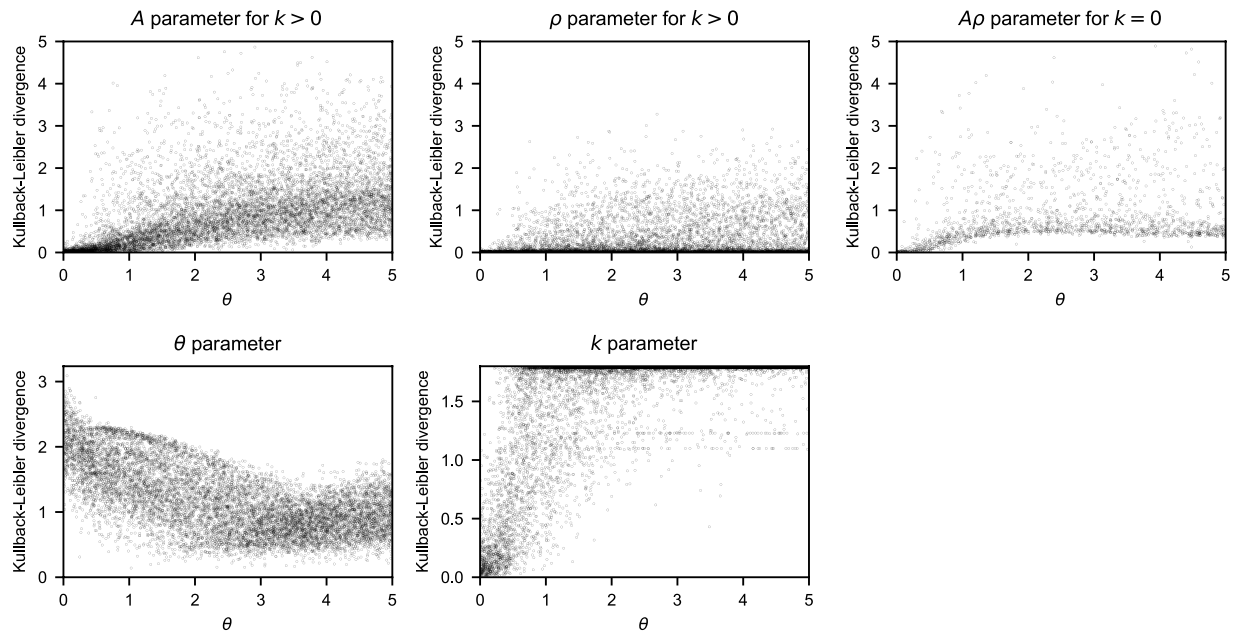 A parameter for k > 0
Kullback-Leibler divergence
5
4
3
2
1
0
0 1 2 3 4 5
θ
ρ parameter for k > 0
Kullback-Leibler divergence
5
4
3
2
1
0
0 1 2 3 4 5
θ
Aρ parameter for k = 0
Kullback-Leibler divergence
5
4
3
2
1
0
0 1 2 3 4 5
θ
θ parameter
Kullback-Leibler divergence
3
2
1
0
0 1 2 3 4 5
θ
k parameter
Kullback-Leibler divergence
1.5
1.0
0.5
0.0
0 1 2 3 4 5
θ